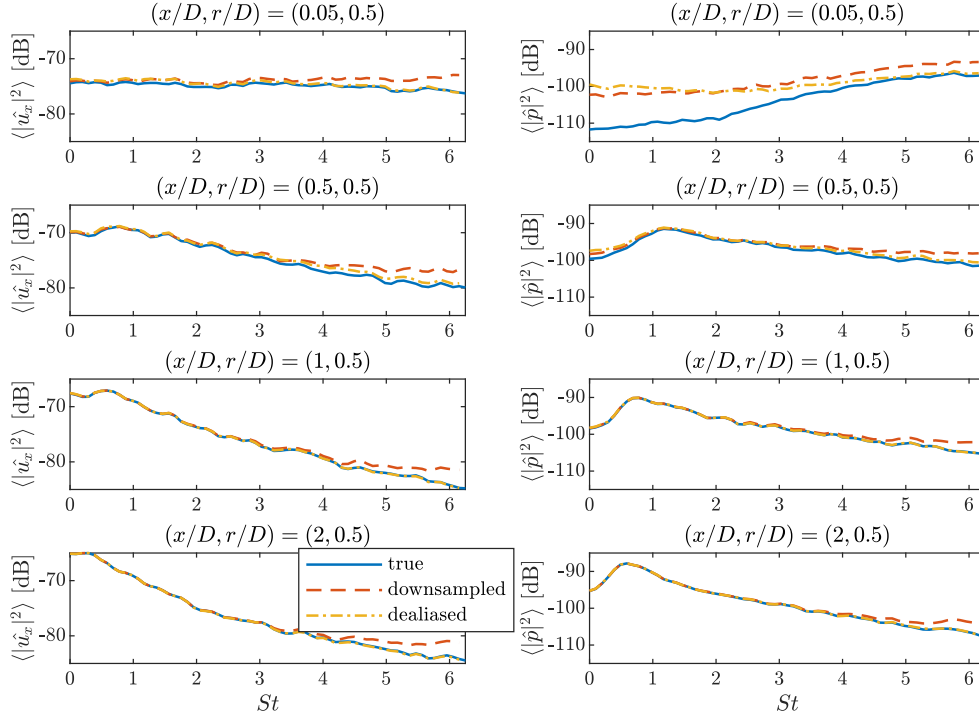 (x/D, r/D) = (0.05, 0.5)
⟨|û_x|²⟩ [dB]
-70
-80
0 1 2 3 4 5 6
(x/D, r/D) = (0.05, 0.5)
⟨|p̂|²⟩ [dB]
-90
-100
-110
0 1 2 3 4 5 6
(x/D, r/D) = (0.5, 0.5)
⟨|û_x|²⟩ [dB]
-70
-80
0 1 2 3 4 5 6
(x/D, r/D) = (0.5, 0.5)
⟨|p̂|²⟩ [dB]
-90
-100
-110
0 1 2 3 4 5 6
(x/D, r/D) = (1, 0.5)
⟨|û_x|²⟩ [dB]
-70
-80
0 1 2 3 4 5 6
(x/D, r/D) = (1, 0.5)
⟨|p̂|²⟩ [dB]
-90
-100
-110
0 1 2 3 4 5 6
(x/D, r/D) = (2, 0.5)
⟨|û_x|²⟩ [dB]
-70
-80
0 1 2 3 4 5 6
St
true
downsampled
dealiased
(x/D, r/D) = (2, 0.5)
⟨|p̂|²⟩ [dB]
-90
-100
-110
0 1 2 3 4 5 6
St